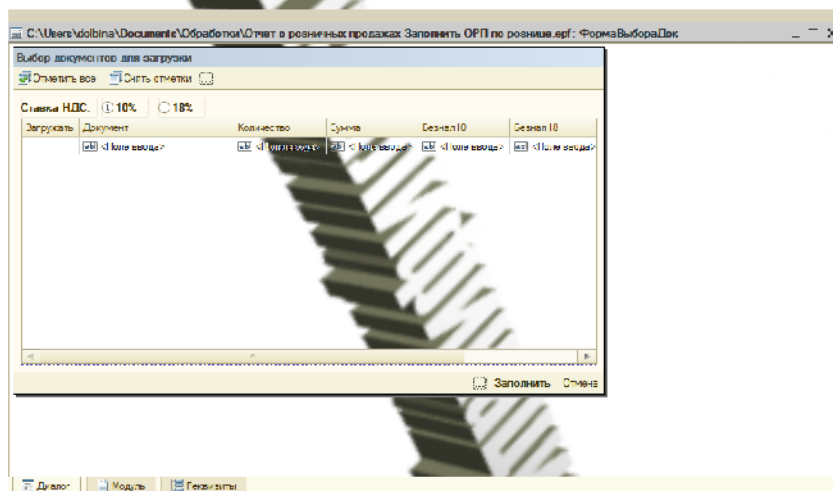 C:\Users\dolbina\Documents\Обработки\Отчет о розничных продажах Заполнить ОРП по рознице.epf: ФормаВыбораДок
Выбор документов для загрузки
Отметить все Снять отметки
Ставка НДС: 10% 18%
Загружать Документ Количество Сумма Безнал10 Безнал18
<Поле ввода> <Поле ввода> <Поле ввода> <Поле ввода> <Поле ввода>
Заполнить Отмена
Диалог Модуль Реквизиты